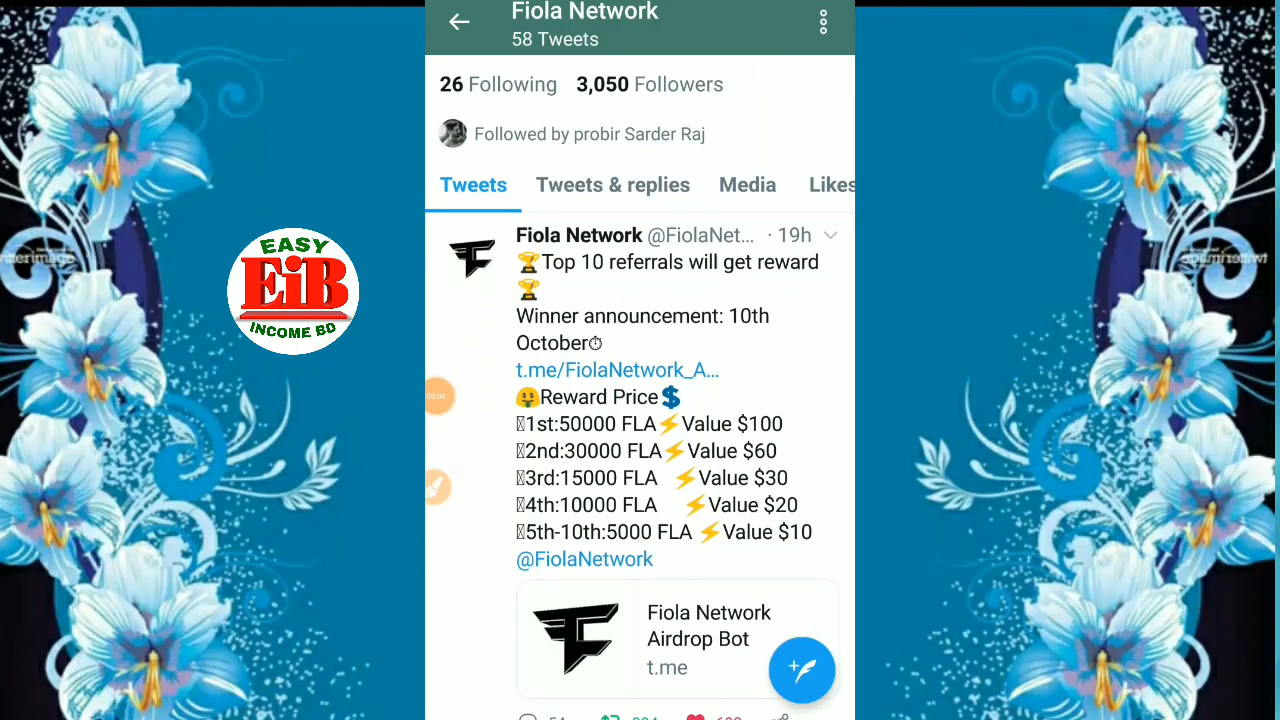 Fiola Network
58 Tweets
26 Following 3,050 Followers
Followed by probir Sarder Raj
Tweets Tweets & replies Media Likes
Fiola Network @FiolaNet... · 19h
🏆Top 10 referrals will get reward
🏆
Winner announcement: 10th
October⏱
t.me/FiolaNetwork_A...
🤑Reward Price💲
1st:50000 FLA⚡Value $100
2nd:30000 FLA⚡Value $60
3rd:15000 FLA ⚡Value $30
4th:10000 FLA ⚡Value $20
5th-10th:5000 FLA ⚡Value $10
@FiolaNetwork
Fiola Network
Airdrop Bot
t.me
EASY
EiB
INCOME BD
05:04